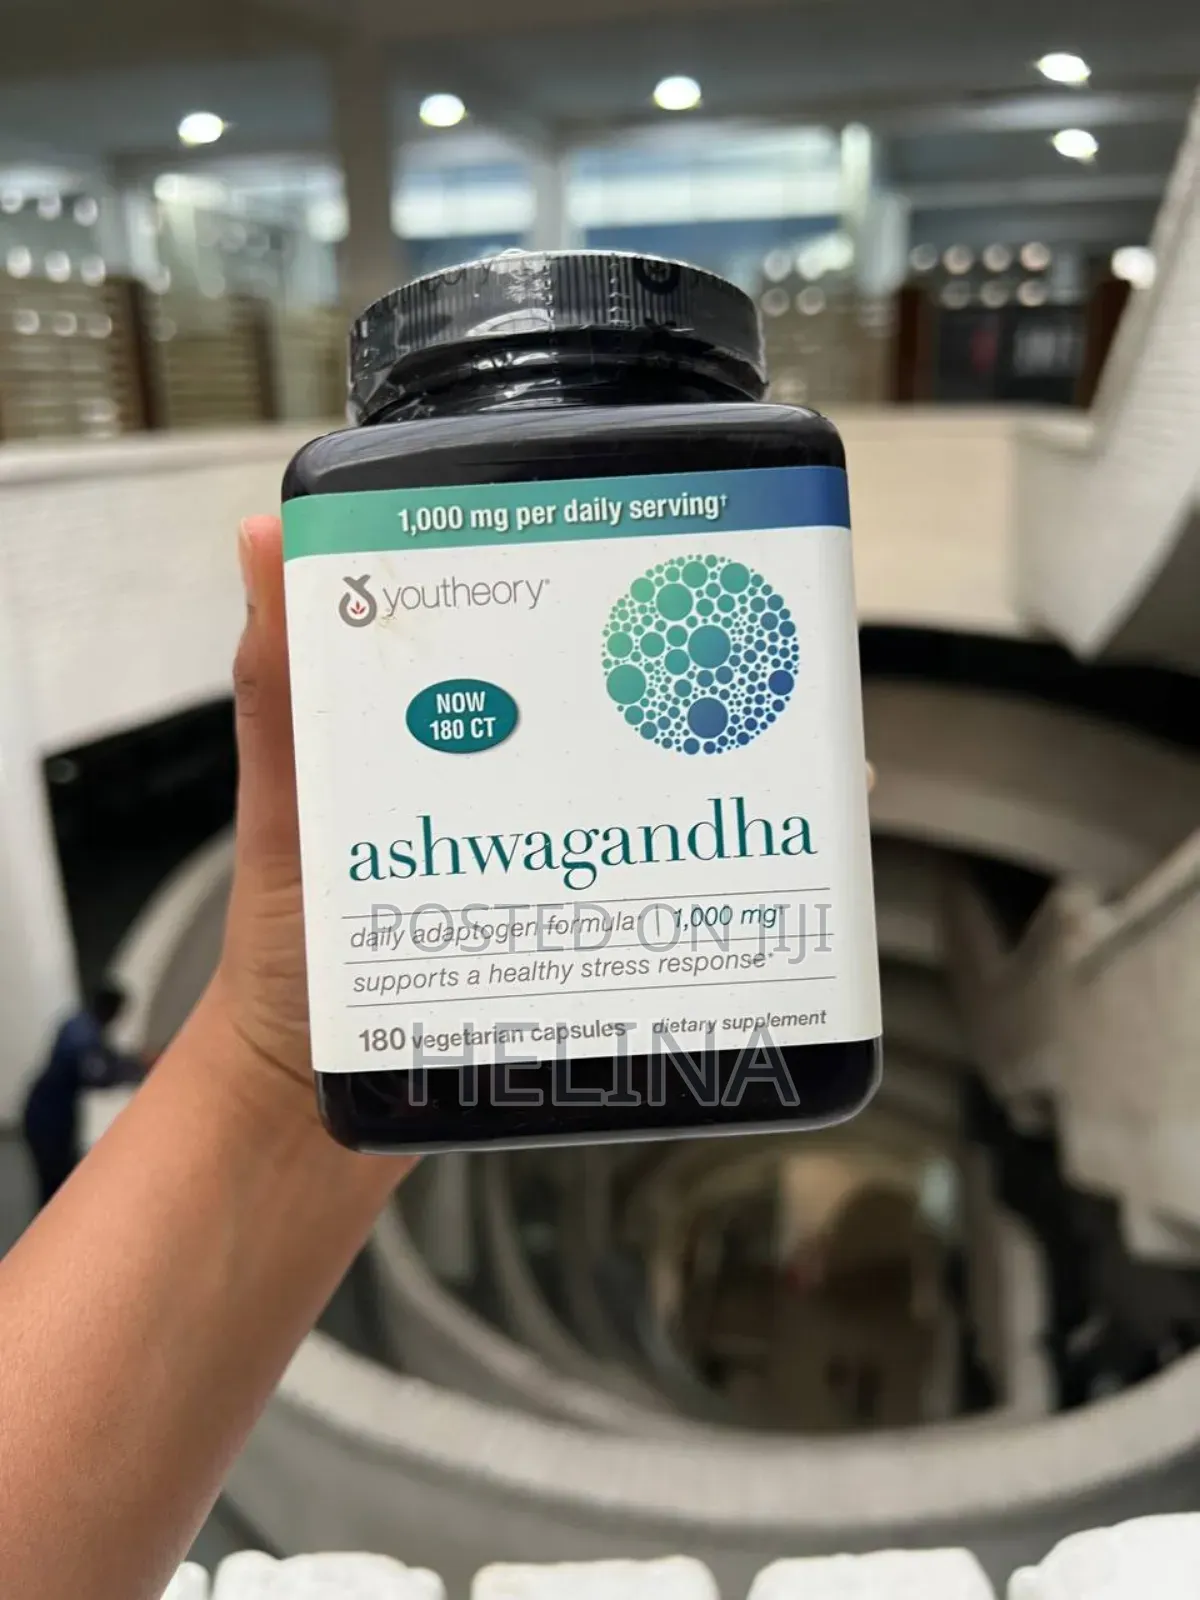 1,000 mg per daily serving†
youtheory®
NOW
180 CT
ashwagandha
daily adaptogen formula* | 1,000 mg†
POSTED ON JIJI
supports a healthy stress response*
180 vegetarian capsules dietary supplement
HELINA